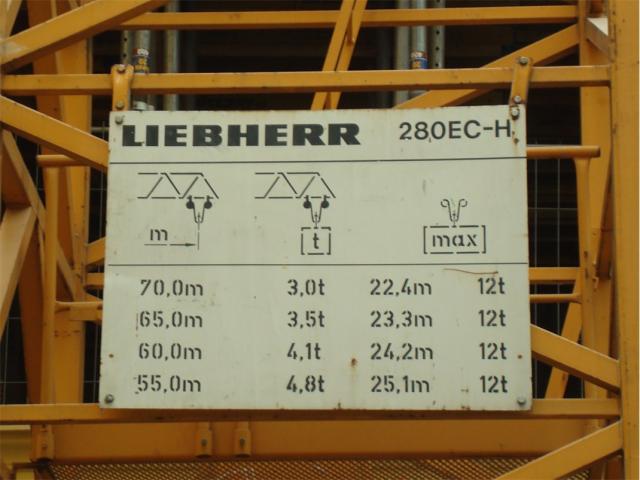 LIEBHERR 280EC-H
m [t] [max]
70,0m 3,0t 22,4m 12t
65,0m 3,5t 23,3m 12t
60,0m 4,1t 24,2m 12t
55,0m 4,8t 25,1m 12t